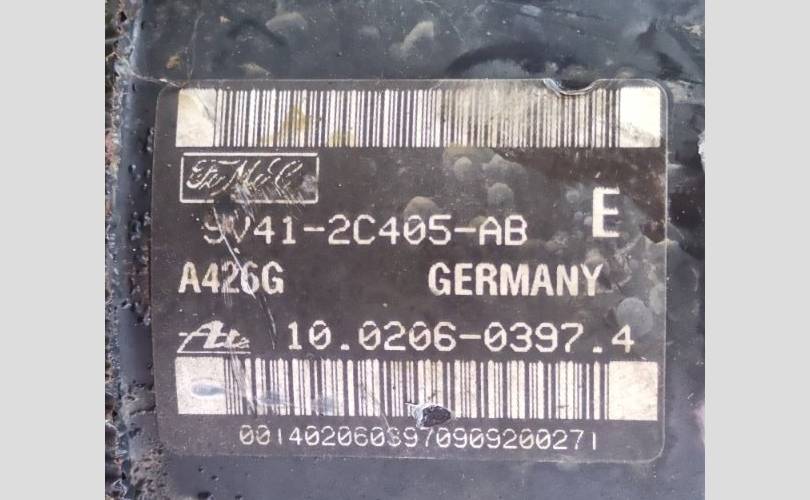 FoMoCo
9V41-2C405-AB E
A426G GERMANY
Ate 10.0206-0397.4
0014020603970909200271